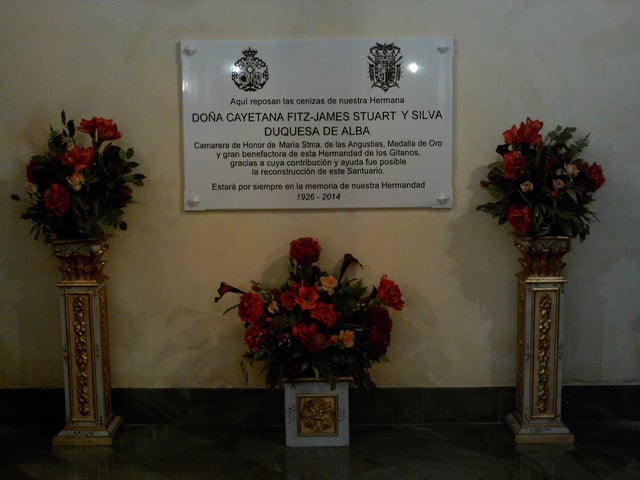 Aquí reposan las cenizas de nuestra Hermana
DOÑA CAYETANA FITZ-JAMES STUART Y SILVA
DUQUESA DE ALBA
Camarera de Honor de María Stma. de las Angustias, Medalla de Oro
y gran benefactora de esta Hermandad de los Gitanos,
gracias a cuya contribución y ayuda fue posible
la reconstrucción de este Santuario.
Estará por siempre en la memoria de nuestra Hermandad
1926 - 2014